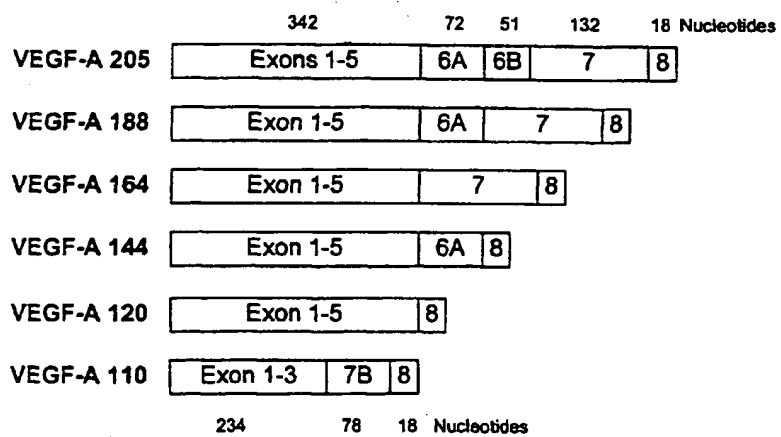 342 72 51 132 18 Nucleotides
VEGF-A 205 Exons 1-5 6A 6B 7 8
VEGF-A 188 Exon 1-5 6A 7 8
VEGF-A 164 Exon 1-5 7 8
VEGF-A 144 Exon 1-5 6A 8
VEGF-A 120 Exon 1-5 8
VEGF-A 110 Exon 1-3 7B 8
234 78 18 Nucleotides